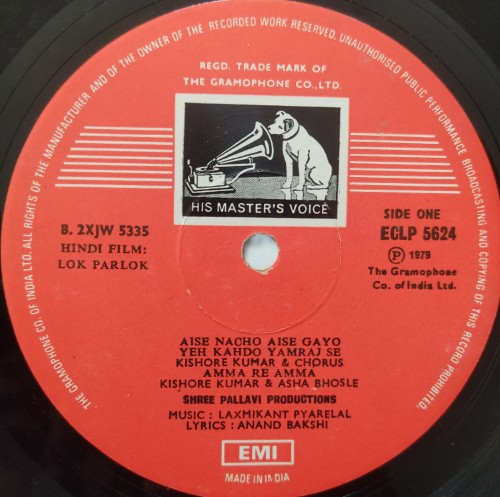 THE GRAMOPHONE CO. OF INDIA LTD. ALL RIGHTS OF THE MANUFACTURER AND OF THE OWNER OF THE RECORDED WORK RESERVED. UNAUTHORISED PUBLIC PERFORMANCE BROADCASTING AND COPYING OF THIS RECORD PROHIBITED.
REGD. TRADE MARK OF
THE GRAMOPHONE CO., LTD.
HIS MASTER'S VOICE
B. 2XJW 5335
HINDI FILM:
LOK PARLOK
SIDE ONE
ECLP 5624
Ⓟ 1979
The Gramophone
Co. of India Ltd.
AISE NACHO AISE GAYO
YEH KAHDO YAMRAJ SE
KISHORE KUMAR & CHORUS
AMMA RE AMMA
KISHORE KUMAR & ASHA BHOSLE
SHREE PALLAVI PRODUCTIONS
MUSIC : LAXMIKANT PYARELAL
LYRICS : ANAND BAKSHI
EMI
MADE IN INDIA